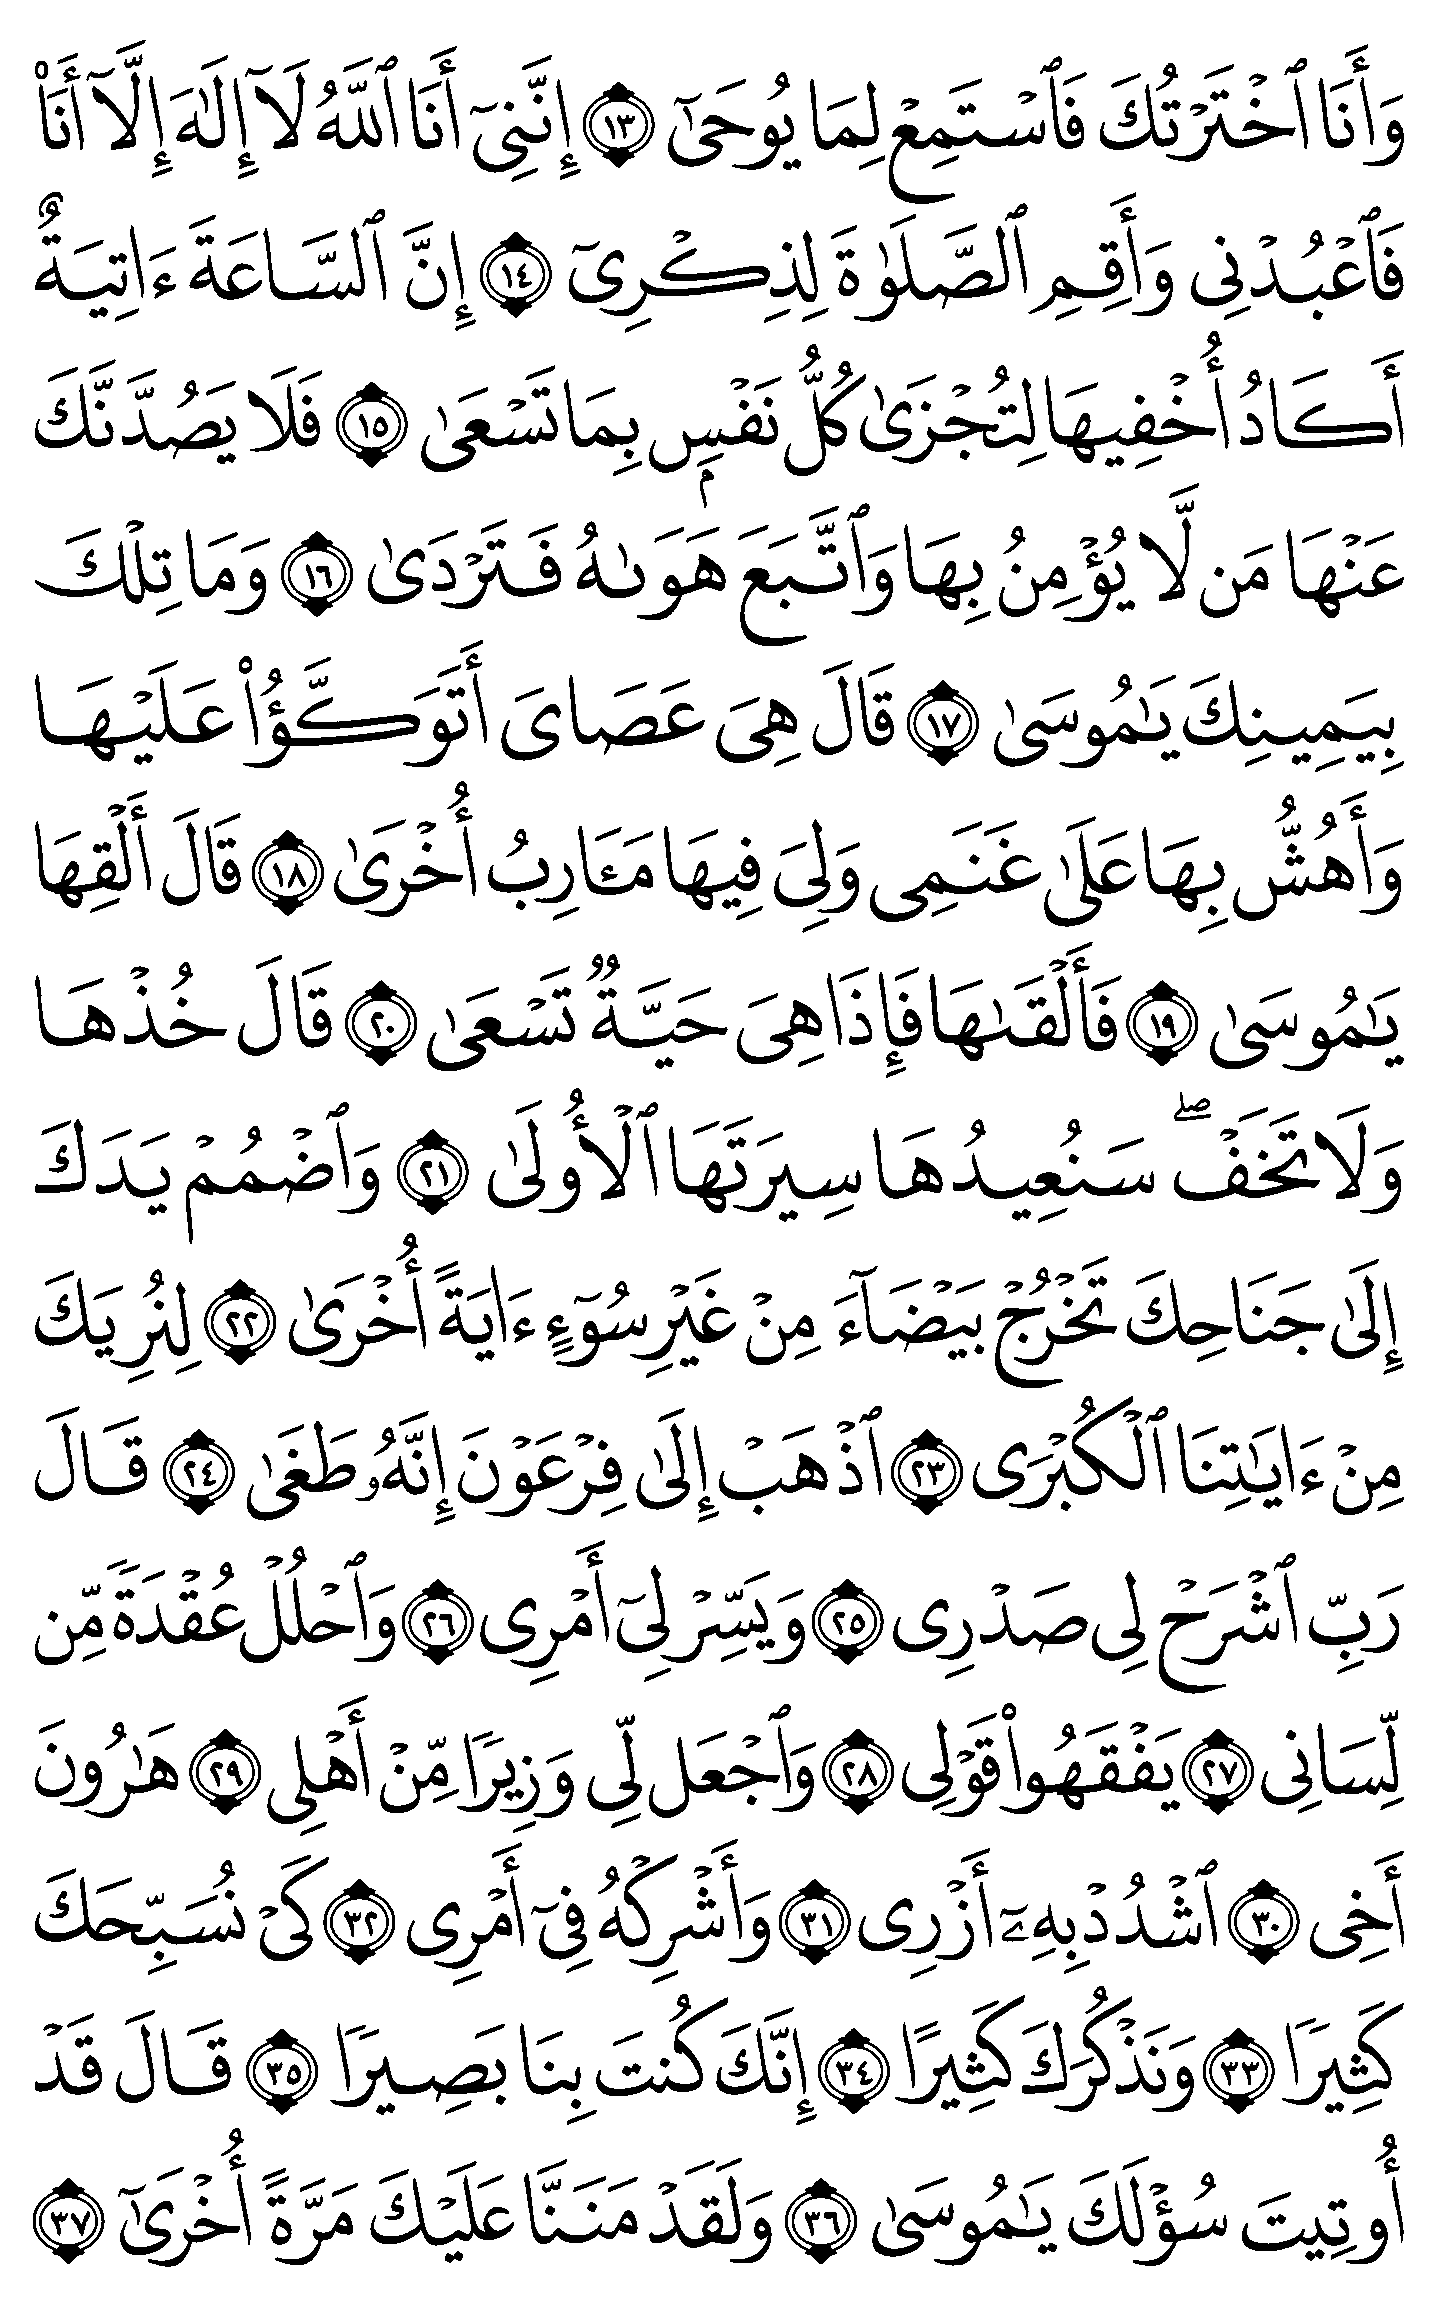 وَأَنَا ٱخْتَرْتُكَ فَٱسْتَمِعْ لِمَا يُوحَىٰٓ ١٣ إِنَّنِىٓ أَنَا ٱللَّهُ لَآ إِلَٰهَ إِلَّآ أَنَا۠
فَٱعْبُدْنِى وَأَقِمِ ٱلصَّلَوٰةَ لِذِكْرِىٓ ١٤ إِنَّ ٱلسَّاعَةَ ءَاتِيَةٌ
أَكَادُ أُخْفِيهَا لِتُجْزَىٰ كُلُّ نَفْسٍۭ بِمَا تَسْعَىٰ ١٥ فَلَا يَصُدَّنَّكَ
عَنْهَا مَن لَّا يُؤْمِنُ بِهَا وَٱتَّبَعَ هَوَىٰهُ فَتَرْدَىٰ ١٦ وَمَا تِلْكَ
بِيَمِينِكَ يَٰمُوسَىٰ ١٧ قَالَ هِىَ عَصَاىَ أَتَوَكَّؤُا۟ عَلَيْهَا
وَأَهُشُّ بِهَا عَلَىٰ غَنَمِى وَلِىَ فِيهَا مَـَٔارِبُ أُخْرَىٰ ١٨ قَالَ أَلْقِهَا
يَٰمُوسَىٰ ١٩ فَأَلْقَىٰهَا فَإِذَا هِىَ حَيَّةٌ تَسْعَىٰ ٢٠ قَالَ خُذْهَا
وَلَا تَخَفْ ۖ سَنُعِيدُهَا سِيرَتَهَا ٱلْأُولَىٰ ٢١ وَٱضْمُمْ يَدَكَ
إِلَىٰ جَنَاحِكَ تَخْرُجْ بَيْضَآءَ مِنْ غَيْرِ سُوٓءٍ ءَايَةً أُخْرَىٰ ٢٢ لِنُرِيَكَ
مِنْ ءَايَٰتِنَا ٱلْكُبْرَى ٢٣ ٱذْهَبْ إِلَىٰ فِرْعَوْنَ إِنَّهُۥ طَغَىٰ ٢٤ قَالَ
رَبِّ ٱشْرَحْ لِى صَدْرِى ٢٥ وَيَسِّرْ لِىٓ أَمْرِى ٢٦ وَٱحْلُلْ عُقْدَةً مِّن
لِّسَانِى ٢٧ يَفْقَهُوا۟ قَوْلِى ٢٨ وَٱجْعَل لِّى وَزِيرًا مِّنْ أَهْلِى ٢٩ هَٰرُونَ
أَخِى ٣٠ ٱشْدُدْ بِهِۦٓ أَزْرِى ٣١ وَأَشْرِكْهُ فِىٓ أَمْرِى ٣٢ كَىْ نُسَبِّحَكَ
كَثِيرًا ٣٣ وَنَذْكُرَكَ كَثِيرًا ٣٤ إِنَّكَ كُنتَ بِنَا بَصِيرًا ٣٥ قَالَ قَدْ
أُوتِيتَ سُؤْلَكَ يَٰمُوسَىٰ ٣٦ وَلَقَدْ مَنَنَّا عَلَيْكَ مَرَّةً أُخْرَىٰٓ ٣٧